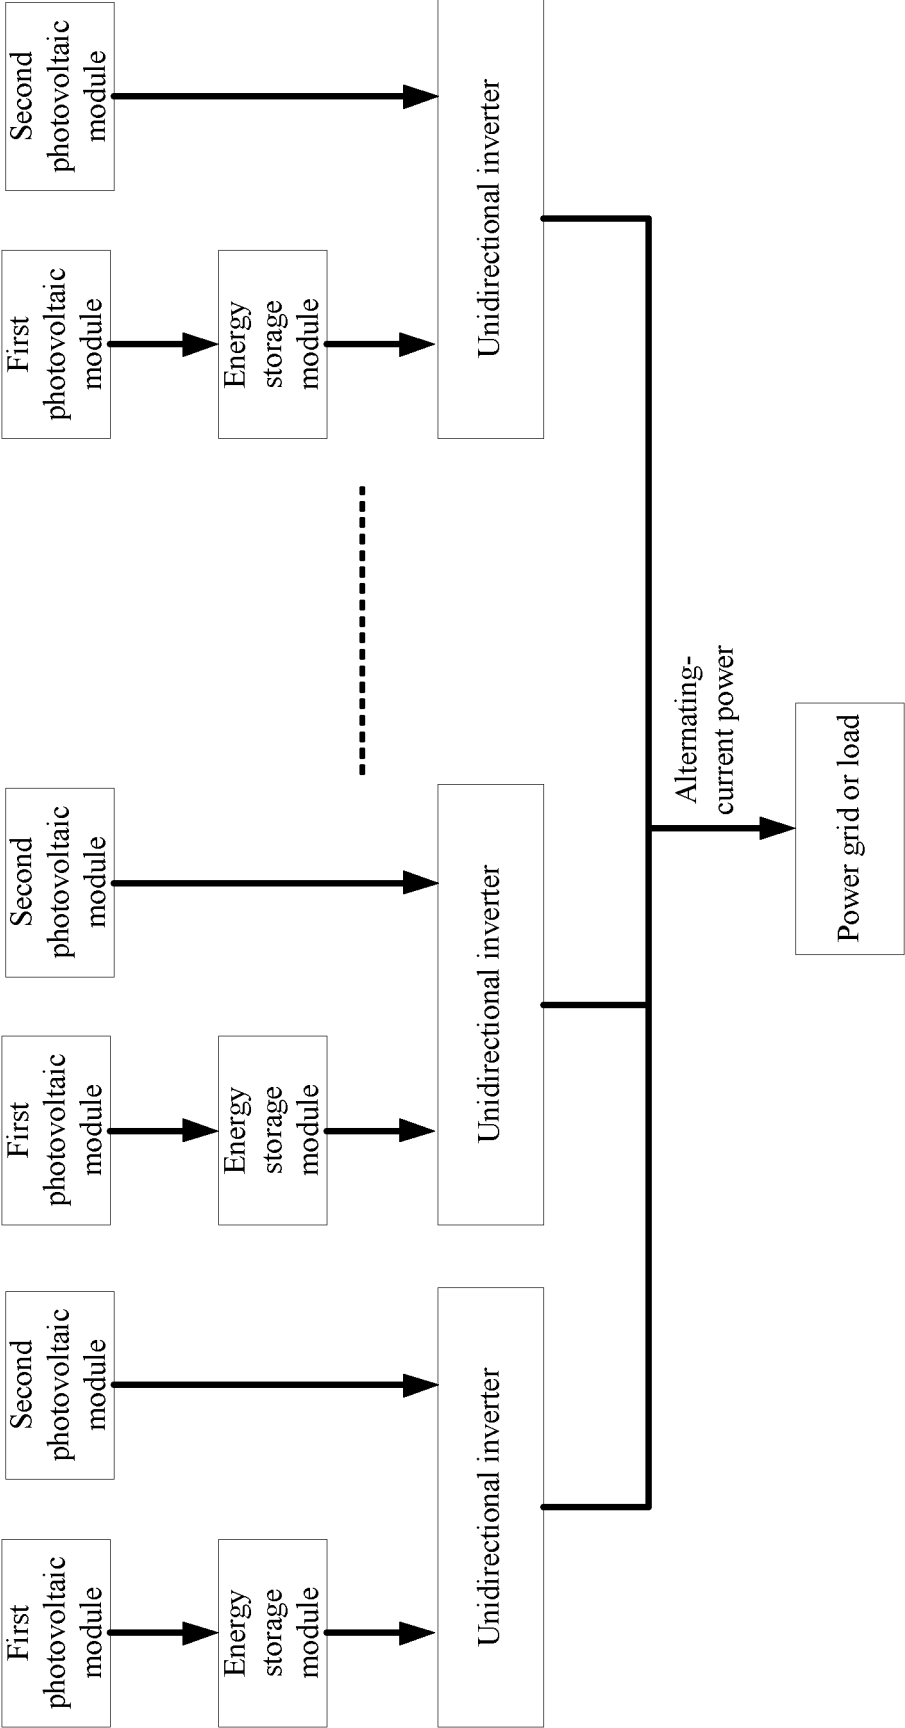 First
photovoltaic
module
Second
photovoltaic
module
First
photovoltaic
module
Second
photovoltaic
module
First
photovoltaic
module
Second
photovoltaic
module
Energy
storage
module
Energy
storage
module
Energy
storage
module
Unidirectional inverter
Unidirectional inverter
Unidirectional inverter
Alternating-
current power
Power grid or load